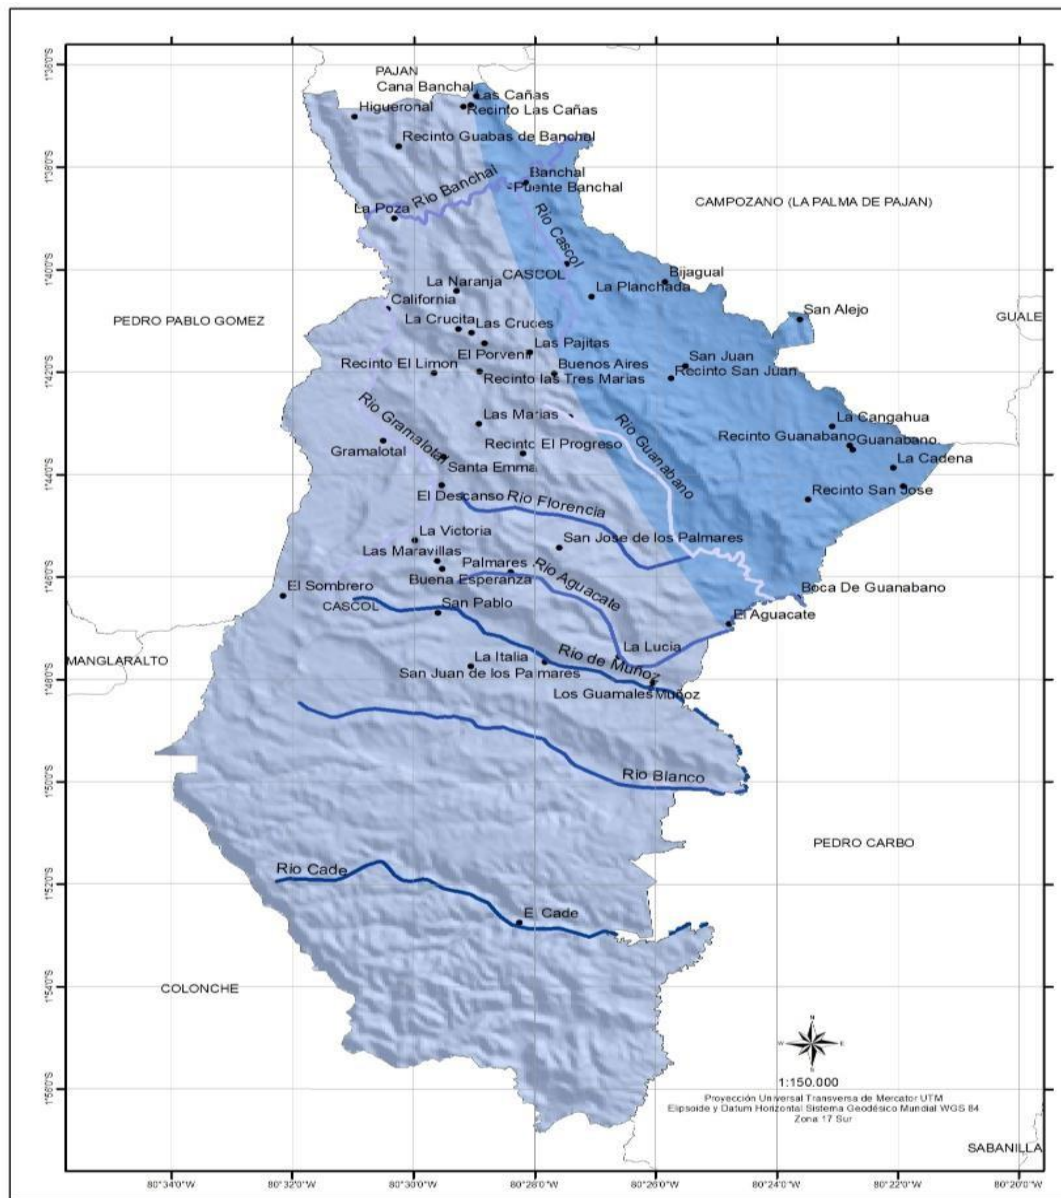 PAJAN
Cana Banchal
Las Cañas
Higueronal
Recinto Las Cañas
Recinto Guabas de Banchal
Rio Banchal
Banchal
Puente Banchal
La Poza
CAMPOZANO (LA PALMA DE PAJAN)
Rio Cascol
CASCOL
La Naranja
California
La Planchada
Bijagual
San Alejo
GUALE
PEDRO PABLO GOMEZ
La Crucita
Las Cruces
El Porvenir
Las Pajitas
Recinto El Limon
Recinto las Tres Marias
Buenos Aires
San Juan
Recinto San Juan
Las Marias
Rio Gramalotal
Rio Guanabano
La Cangahua
Recinto Guanabano
Guanabano
La Cadena
Recinto San Jose
Recinto El Progreso
Gramalotal
Santa Emma
El Descanso
Rio Florencia
La Victoria
San Jose de los Palmares
Las Maravillas
Palmares
Buena Esperanza
Rio Aguacate
El Sombrero
CASCOL
San Pablo
Boca De Guanabano
El Aguacate
MANGLARALTO
La Italia
San Juan de los Palmares
La Lucia
Rio de Muñoz
Los Guamales
Muñoz
Rio Blanco
PEDRO CARBO
Rio Cade
E. Cade
COLONCHE
N
W
E
S
1:150.000
Proyección Universal Transversa de Mercator UTM
Elipsoide y Datum Horizontal Sistema Geodésico Mundial WGS 84
Zona 17 Sur
SABANILLA
1°36'0"S
1°38'0"S
1°40'0"S
1°42'0"S
1°44'0"S
1°46'0"S
1°48'0"S
1°50'0"S
1°52'0"S
1°54'0"S
1°56'0"S
80°34'0"W
80°32'0"W
80°30'0"W
80°28'0"W
80°26'0"W
80°24'0"W
80°22'0"W
80°20'0"W